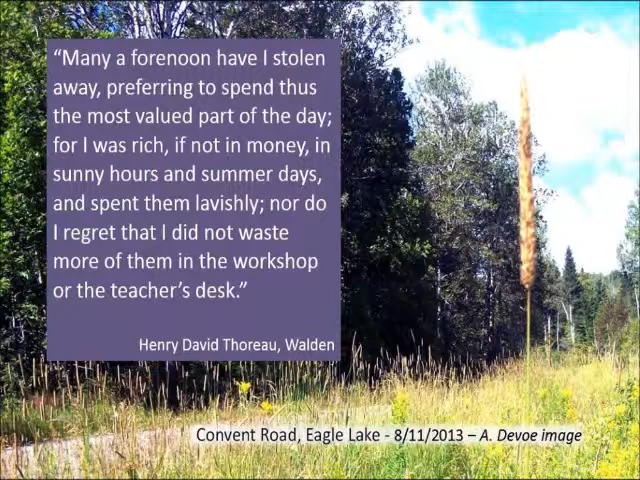 “Many a forenoon have I stolen
away, preferring to spend thus
the most valued part of the day;
for I was rich, if not in money, in
sunny hours and summer days,
and spent them lavishly; nor do
I regret that I did not waste
more of them in the workshop
or the teacher’s desk.”
Henry David Thoreau, Walden
Convent Road, Eagle Lake - 8/11/2013 – A. Devoe image